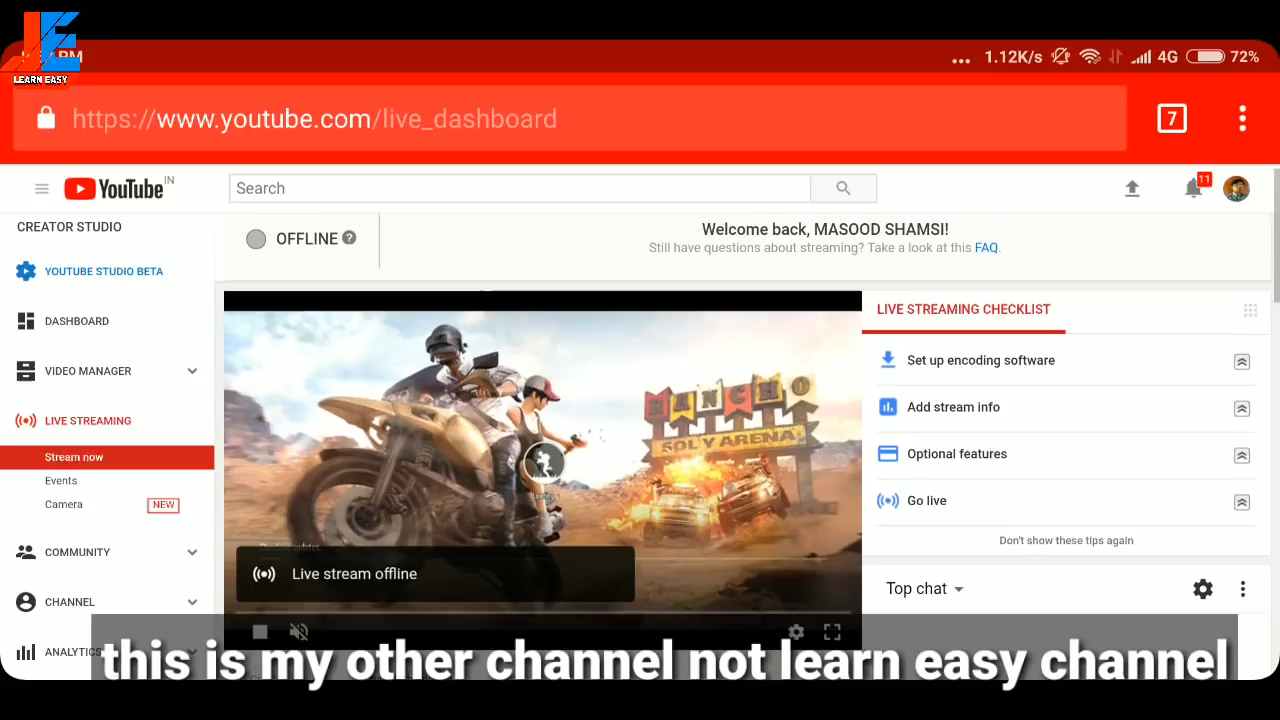 LEARN EASY
PM
... 1.12K/s 4G 72%
https://www.youtube.com/live_dashboard
7
YouTube IN
Search
11
CREATOR STUDIO
OFFLINE ?
Welcome back, MASOOD SHAMSI!
Still have questions about streaming? Take a look at this FAQ.
YOUTUBE STUDIO BETA
DASHBOARD
VIDEO MANAGER
LIVE STREAMING
Stream now
Events
Camera NEW
COMMUNITY
CHANNEL
ANALYTICS
RANCHO
SOLY ARENA!
Live stream offline
LIVE STREAMING CHECKLIST
Set up encoding software
Add stream info
Optional features
Go live
Don't show these tips again
Top chat
this is my other channel not learn easy channel